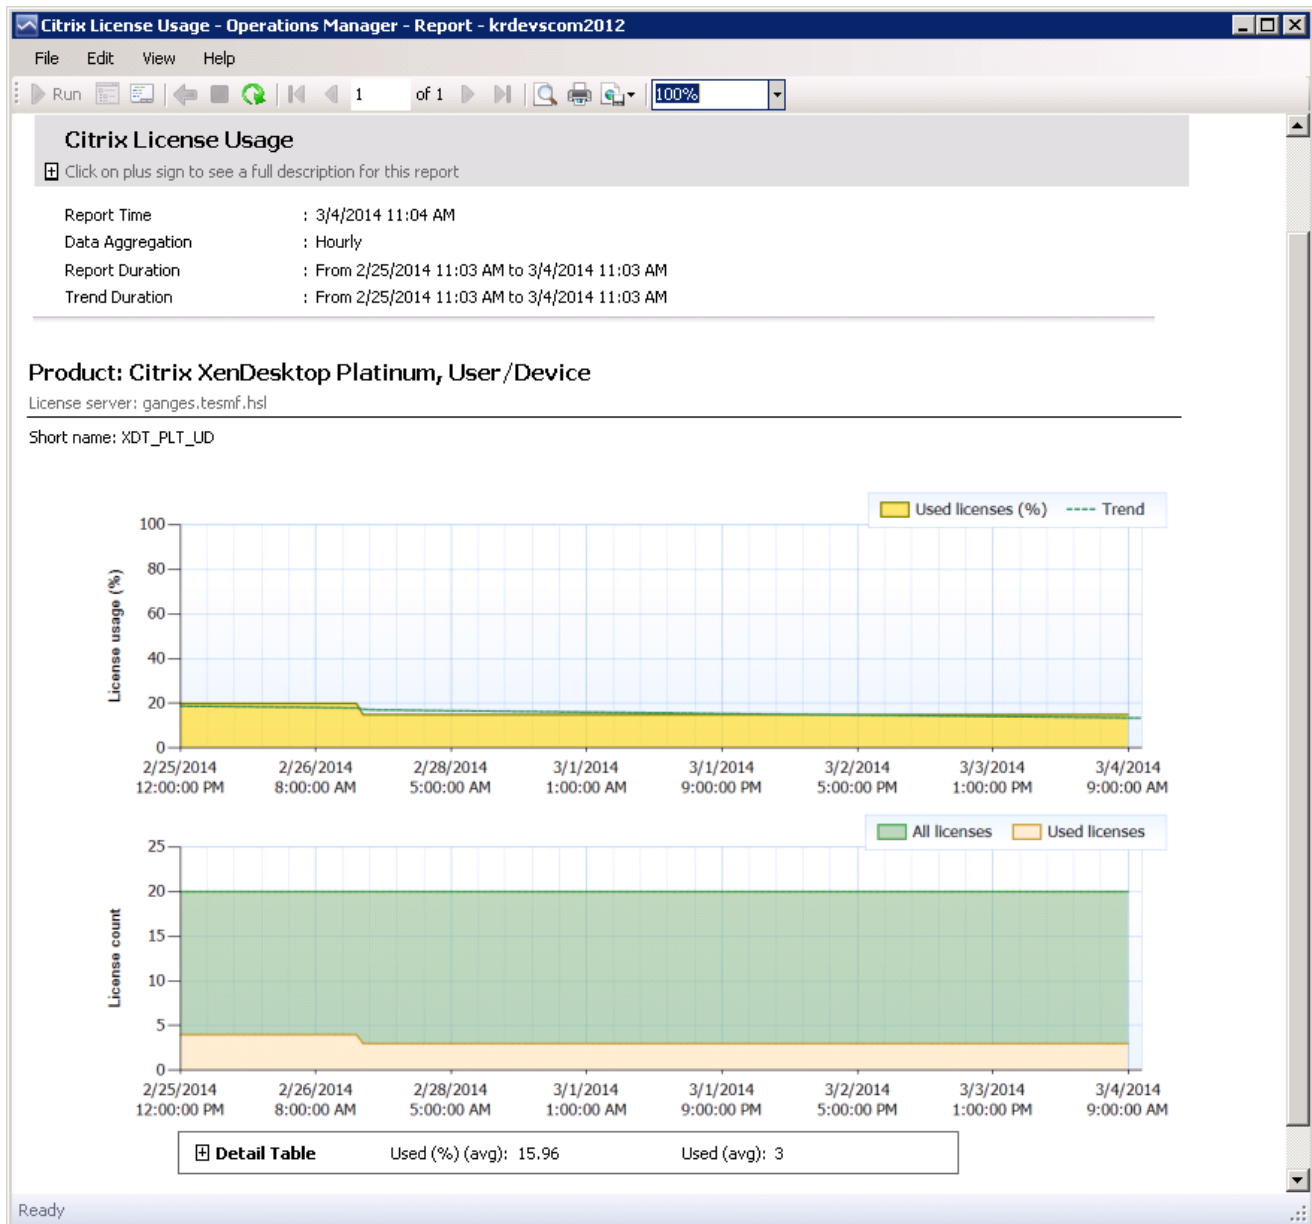 Citrix License Usage - Operations Manager - Report - krdevscom2012
File Edit View Help
Run 1 of 1 100%
Citrix License Usage
Click on plus sign to see a full description for this report
Report Time : 3/4/2014 11:04 AM
Data Aggregation : Hourly
Report Duration : From 2/25/2014 11:03 AM to 3/4/2014 11:03 AM
Trend Duration : From 2/25/2014 11:03 AM to 3/4/2014 11:03 AM
Product: Citrix XenDesktop Platinum, User/Device
License server: ganges.tesmf.hsl
Short name: XDT_PLT_UD
Used licenses (%) Trend
License usage (%)
100
80
60
40
20
0
2/25/2014 2/26/2014 2/28/2014 3/1/2014 3/1/2014 3/2/2014 3/3/2014 3/4/2014
12:00:00 PM 8:00:00 AM 5:00:00 AM 1:00:00 AM 9:00:00 PM 5:00:00 PM 1:00:00 PM 9:00:00 AM
All licenses Used licenses
License count
25
20
15
10
5
0
2/25/2014 2/26/2014 2/28/2014 3/1/2014 3/1/2014 3/2/2014 3/3/2014 3/4/2014
12:00:00 PM 8:00:00 AM 5:00:00 AM 1:00:00 AM 9:00:00 PM 5:00:00 PM 1:00:00 PM 9:00:00 AM
Detail Table Used (%) (avg): 15.96 Used (avg): 3
Ready